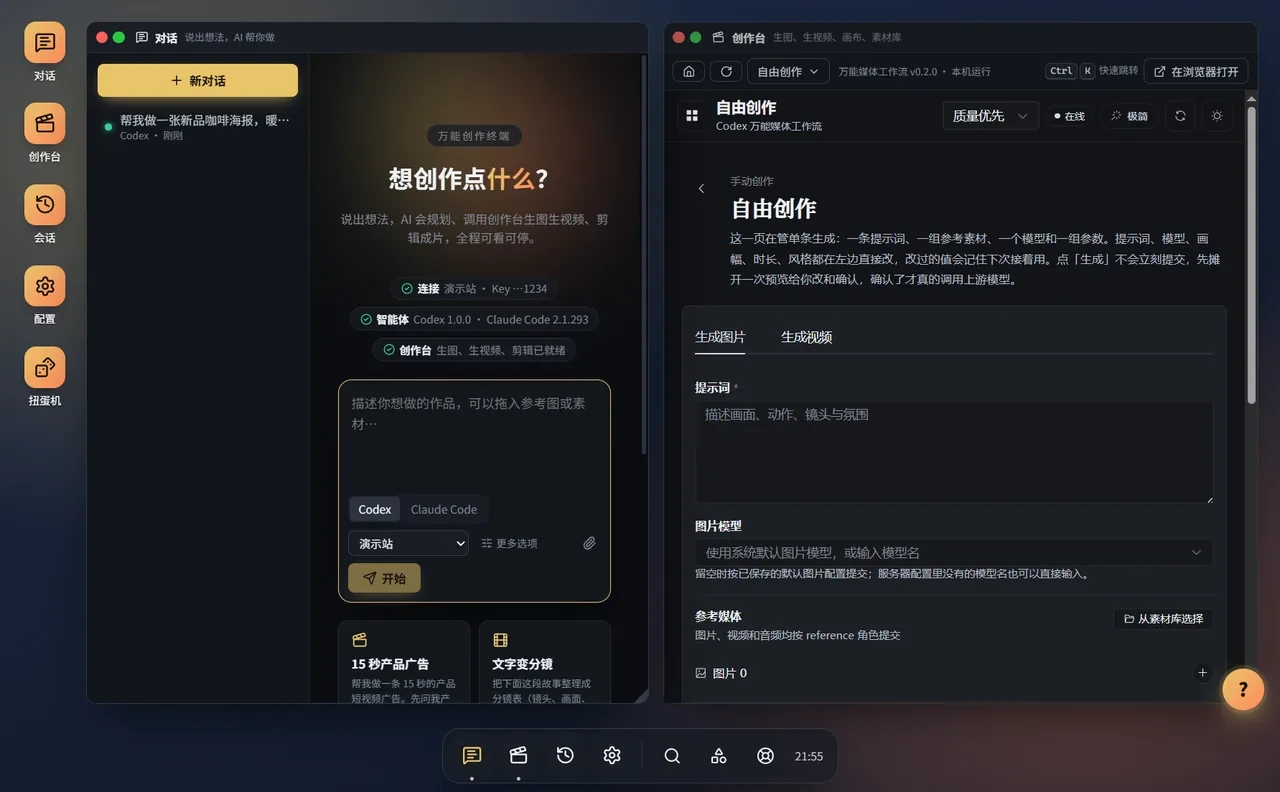 对话
创作台
会话
配置
扭蛋机
对话 说出想法，AI 帮你做
+ 新对话
帮我做一张新品咖啡海报，暖…
Codex · 刚刚
万能创作终端
想创作点什么？
说出想法，AI 会规划、调用创作台生图生视频、剪
辑成片，全程可看可停。
连接 演示站 · Key ···1234
智能体 Codex 1.0.0 · Claude Code 2.1.293
创作台 生图、生视频、剪辑已就绪
描述你想做的作品，可以拖入参考图或素
材…
Codex Claude Code
演示站 更多选项
开始
15 秒产品广告
帮我做一条 15 秒的产品
短视频广告。先问我产
文字变分镜
把下面这段故事整理成
分镜表（镜头、画面、
创作台 生图、生视频、画布、素材库
自由创作 万能媒体工作流 v0.2.0 · 本机运行 Ctrl K 快速跳转 在浏览器打开
自由创作
Codex 万能媒体工作流
质量优先 在线 极简
手动创作
自由创作
这一页在管单条生成：一条提示词、一组参考素材、一个模型和一组参数。提示词、模型、画
幅、时长、风格都在左边直接改，改过的值会记住下次接着用。点「生成」不会立刻提交，先摊
开一次预览给你改和确认，确认了才真的调用上游模型。
生成图片 生成视频
提示词 *
描述画面、动作、镜头与氛围
图片模型
使用系统默认图片模型，或输入模型名
留空时按已保存的默认图片配置提交；服务器配置里没有的模型名也可以直接输入。
参考媒体
图片、视频和音频均按 reference 角色提交
从素材库选择
图片 0 +
?
21:55